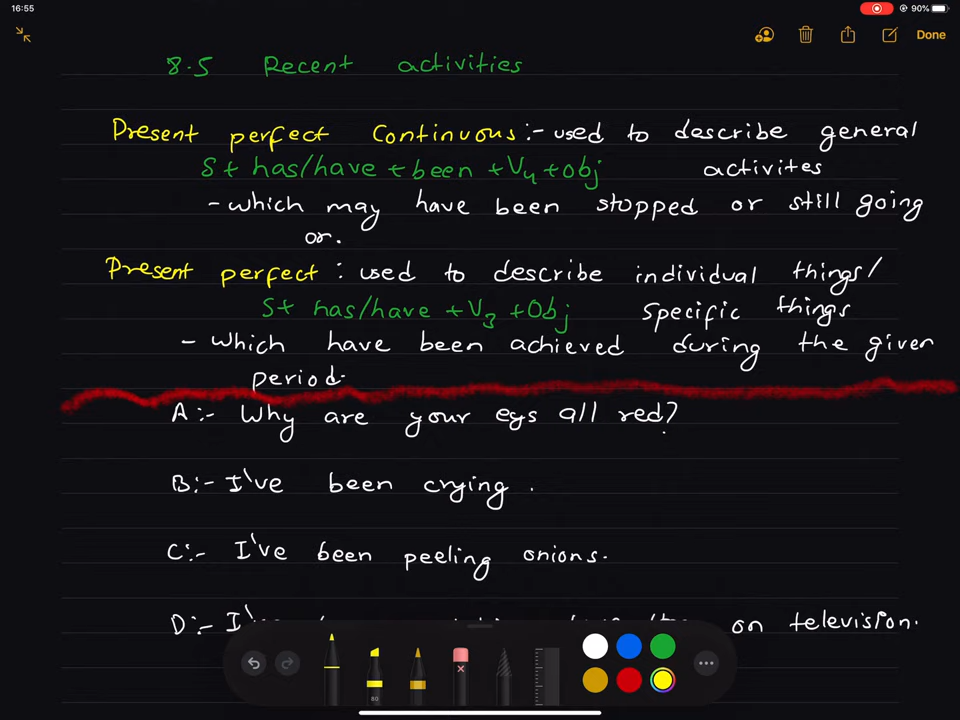 16:55
90%
Done
8.5 Recent activities
Present perfect Continuous :- used to describe general
S+ has/have + been + V4 + obj activites
- which may have been stopped or still going
or.
Present perfect : used to describe individual things/
S+ has/have + V3 + Obj specific things
- which have been achieved during the given
period.
A:- Why are your eys all red?
B:- I've been crying .
C:- I've been peeling onions.
D:- on television.
80